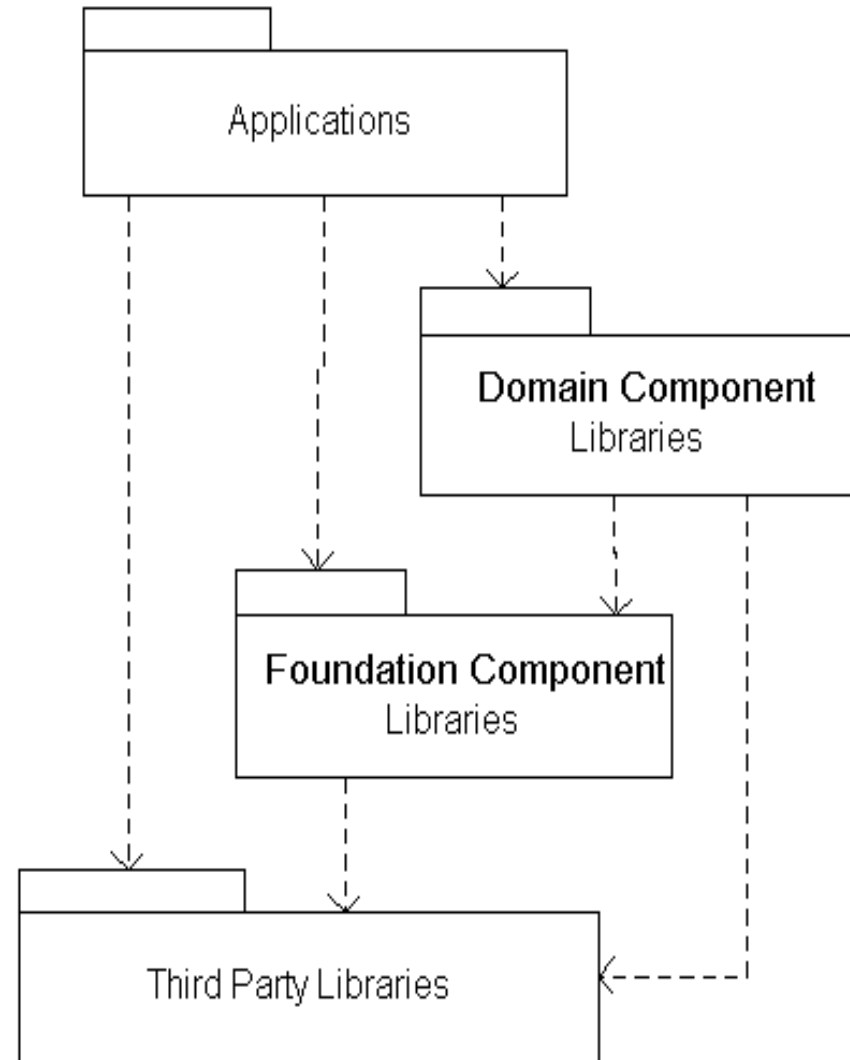 Applications
Domain Component
Libraries
Foundation Component
Libraries
Third Party Libraries